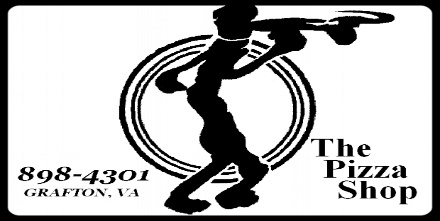 898-4301
GRAFTON, VA
The
Pizza
Shop